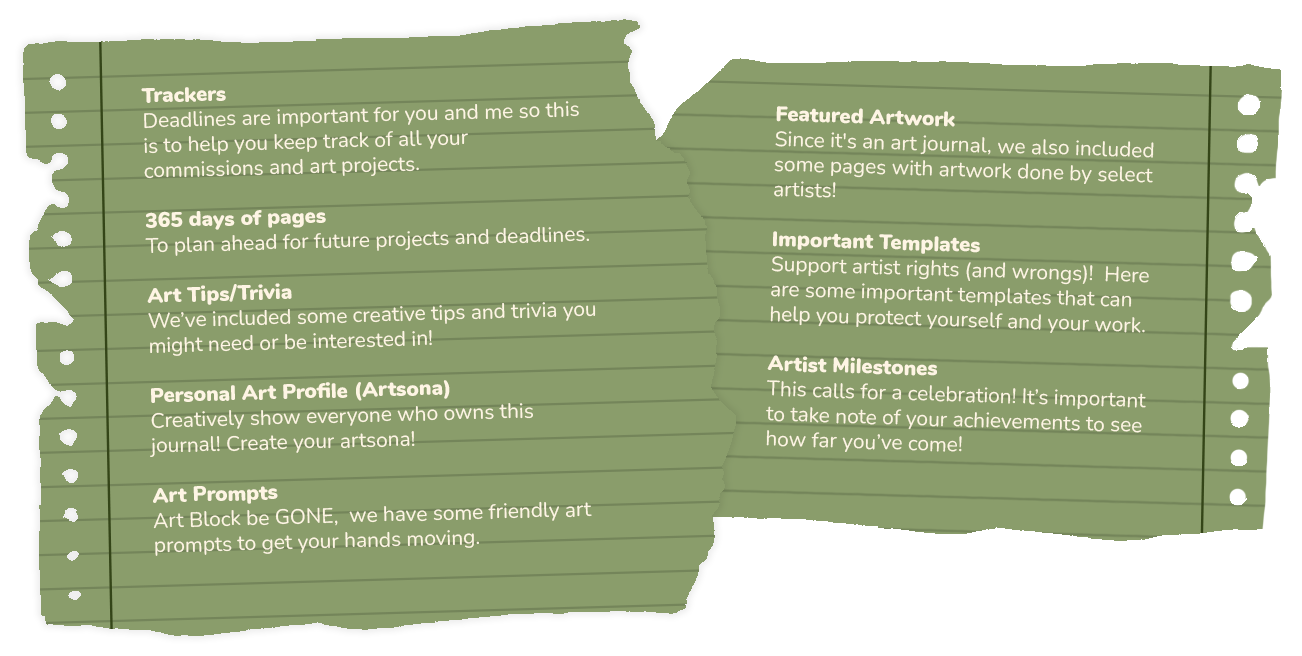 Trackers
Deadlines are important for you and me so this
is to help you keep track of all your
commissions and art projects.
365 days of pages
To plan ahead for future projects and deadlines.
Art Tips/Trivia
We've included some creative tips and trivia you
might need or be interested in!
Personal Art Profile (Artsona)
Creatively show everyone who owns this
journal! Create your artsona!
Art Prompts
Art Block be GONE,  we have some friendly art
prompts to get your hands moving.
Featured Artwork
Since it's an art journal, we also included
some pages with artwork done by select
artists!
Important Templates
Support artist rights (and wrongs)!  Here
are some important templates that can
help you protect yourself and your work.
Artist Milestones
This calls for a celebration! It's important
to take note of your achievements to see
how far you've come!